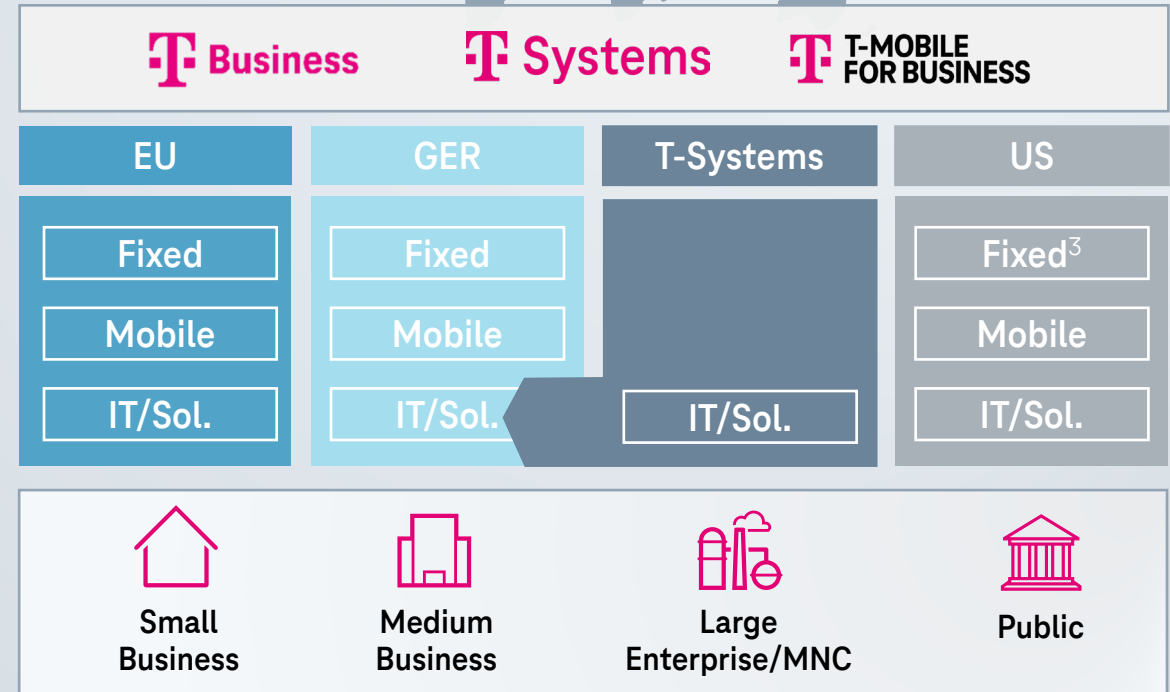 T Business
T Systems
T T-MOBILE
FOR BUSINESS
EU
GER
T-Systems
US
Fixed
Fixed
Fixed3
Mobile
Mobile
Mobile
IT/Sol.
IT/Sol.
IT/Sol.
IT/Sol.
Small
Business
Medium
Business
Large
Enterprise/MNC
Public